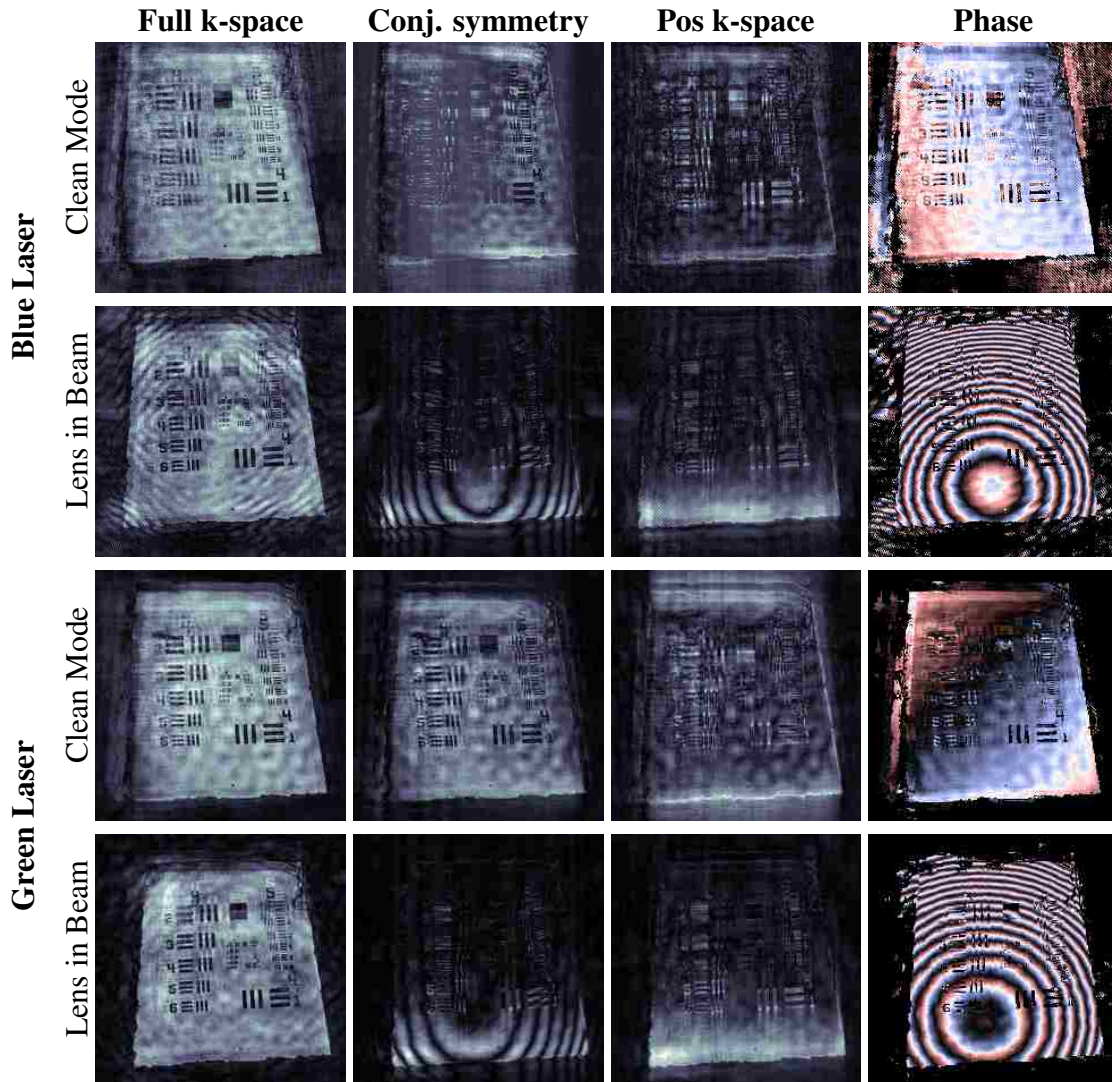 Full k-space Conj. symmetry Pos k-space Phase
Blue Laser
Clean Mode
Lens in Beam
Green Laser
Clean Mode
Lens in Beam